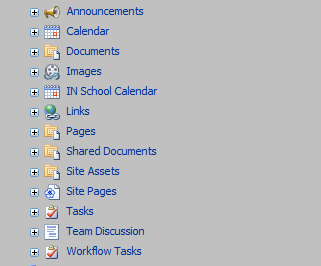 Announcements
Calendar
Documents
Images
IN School Calendar
Links
Pages
Shared Documents
Site Assets
Site Pages
Tasks
Team Discussion
Workflow Tasks